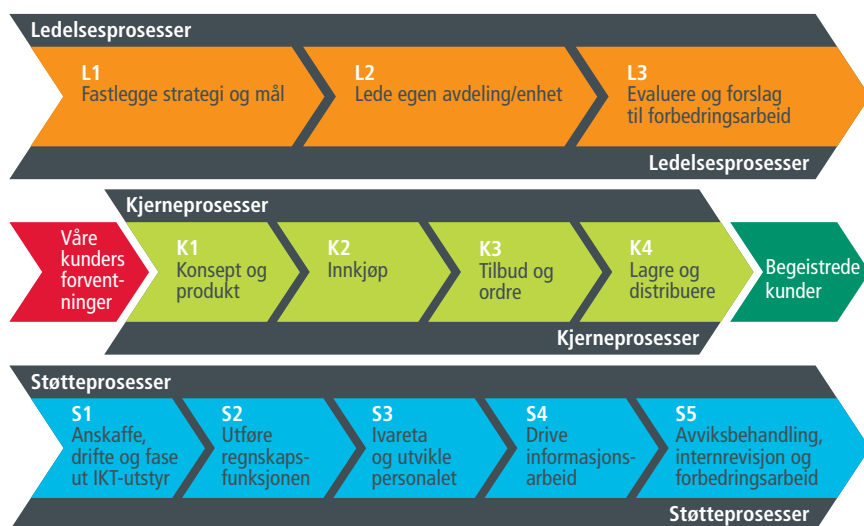 Ledelsesprosesser
L1
Fastlegge strategi og mål
L2
Lede egen avdeling/enhet
L3
Evaluere og forslag
til forbedringsarbeid
Ledelsesprosesser
Kjerneprosesser
Våre
kunders
forvent-
ninger
K1
Konsept og
produkt
K2
Innkjøp
K3
Tilbud og
ordre
K4
Lagre og
distribuere
Begeistrede
kunder
Kjerneprosesser
Støtteprosesser
S1
Anskaffe,
drifte og fase
ut IKT-utstyr
S2
Utføre
regnskaps-
funksjonen
S3
Ivareta
og utvikle
personalet
S4
Drive
informasjons-
arbeid
S5
Avviksbehandling,
internrevisjon og
forbedringsarbeid
Støtteprosesser